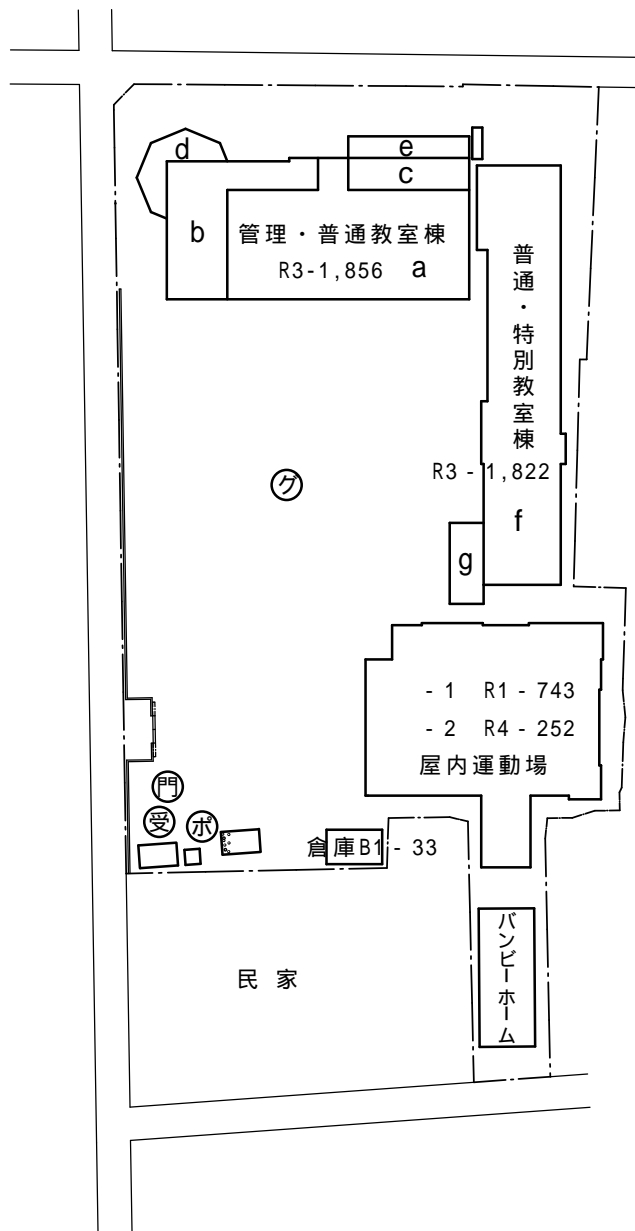 d
e
c
b
管理・普通教室棟
R3-1,856 a
普通・特別教室棟
R3 - 1,822
f
グ
g
- 1 R1 - 743
- 2 R4 - 252
屋内運動場
門
受
ポ
倉庫B1 - 33
バンビーホーム
民家